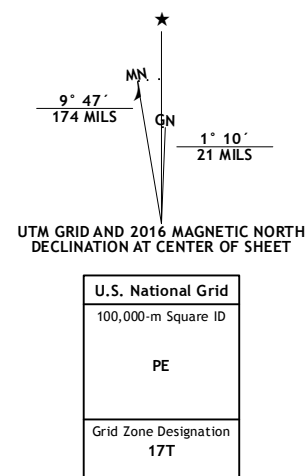 ★
MN
9° 47´
174 MILS
GN
1° 10´
21 MILS
UTM GRID AND 2016 MAGNETIC NORTH
DECLINATION AT CENTER OF SHEET
U.S. National Grid
100,000-m Square ID
PE
Grid Zone Designation
17T